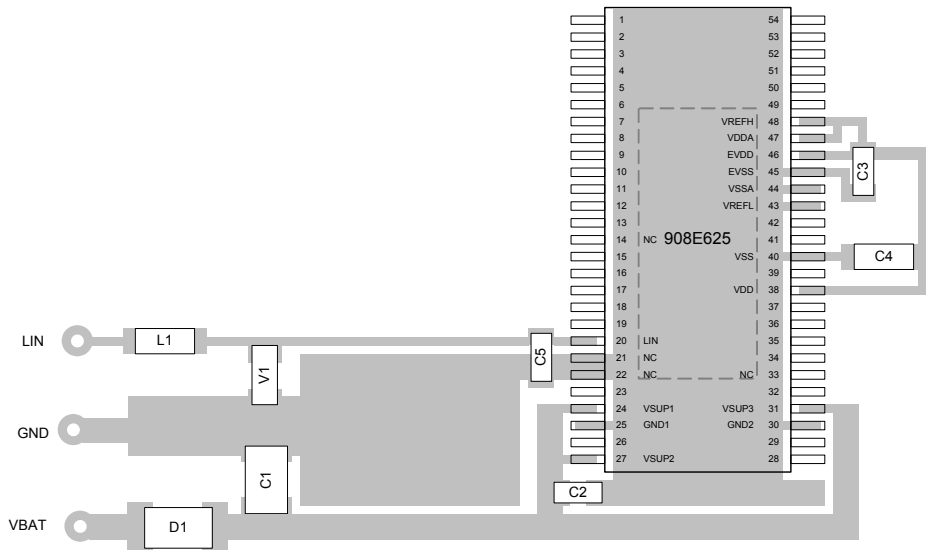 1 54
2 53
3 52
4 51
5 50
6 49
7 VREFH 48
8 VDDA 47
9 EVDD 46
10 EVSS 45
11 VSSA 44
12 VREFL 43
13 42
14 NC 908E625 41
15 VSS 40
16 39
17 VDD 38
18 37
19 36
20 LIN 35
21 NC 34
22 NC NC 33
23 32
24 VSUP1 VSUP3 31
25 GND1 GND2 30
26 29
27 VSUP2 28
C3
C4
LIN
L1
C5
V1
GND
C1
C2
VBAT
D1